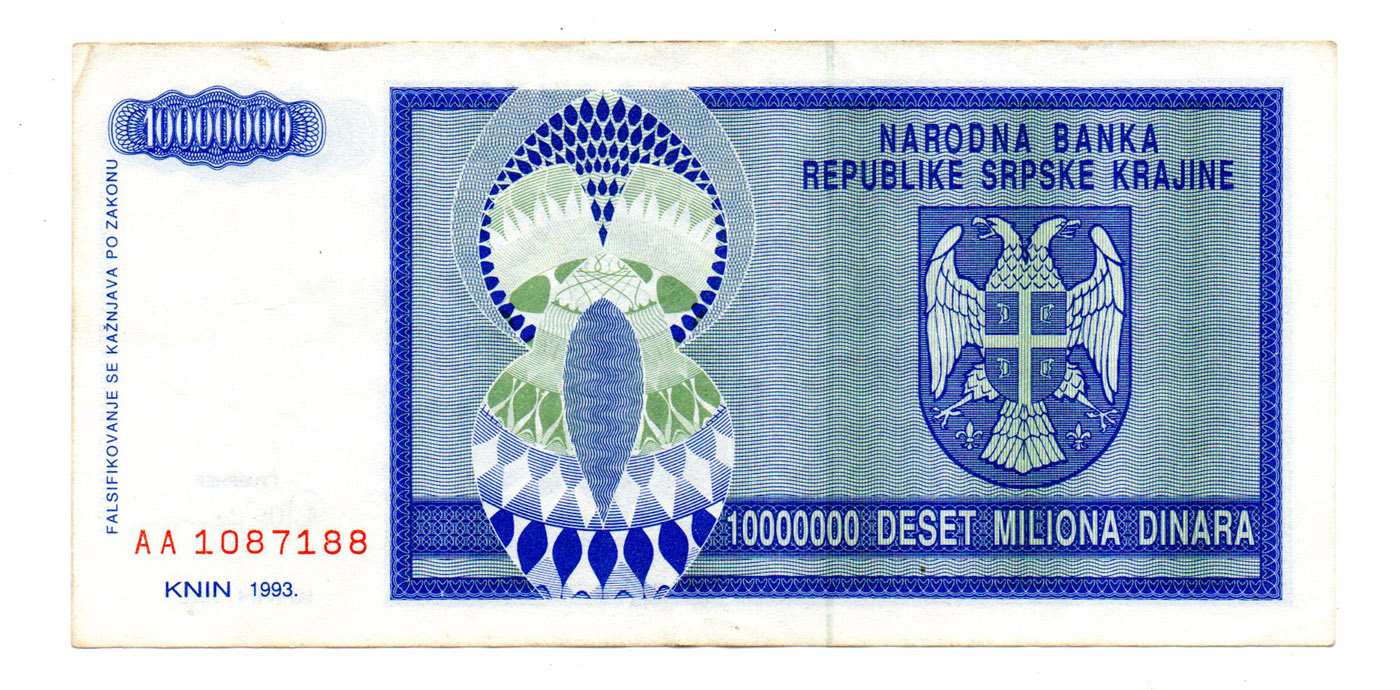 10000000
FALSIFIKOVANJE SE KAŽNJAVA PO ZAKONU
NARODNA BANKA
REPUBLIKE SRPSKE KRAJINE
10000000 DESET MILIONA DINARA
AA 1087188
KNIN 1993.